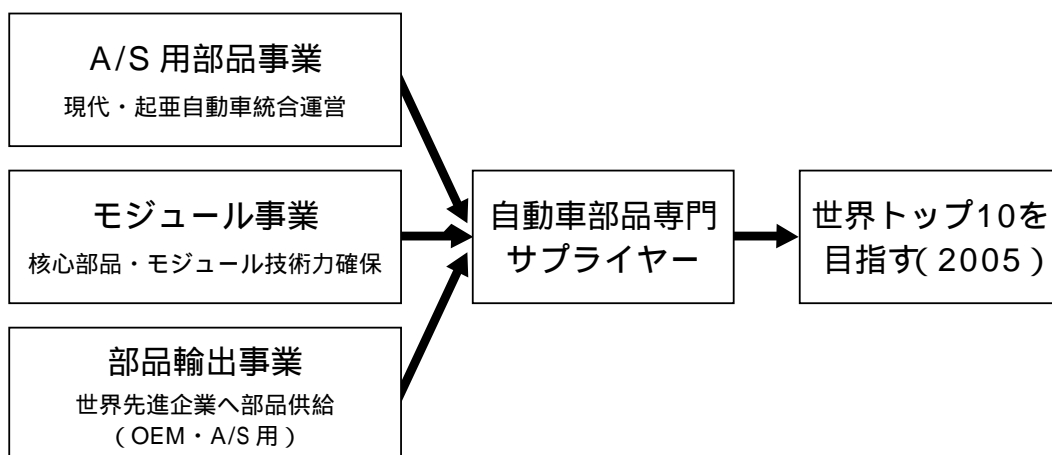 A/S 用部品事業
現代・起亜自動車統合運営
モジュール事業
核心部品・モジュール技術力確保
部品輸出事業
世界先進企業へ部品供給
（OEM・A/S 用）
自動車部品専門
サプライヤー
世界トップ10を
目指す（2005）